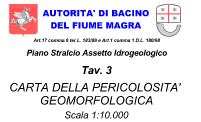 AUTORITA' DI BACINO
DEL FIUME MAGRA
Art.17 comma 6 ter L. 183/89 e Art.1 comma 1 D.L. 180/98
Piano Stralcio Assetto Idrogeologico
Tav. 3
CARTA DELLA PERICOLOSITA'
GEOMORFOLOGICA
Scala 1:10.000